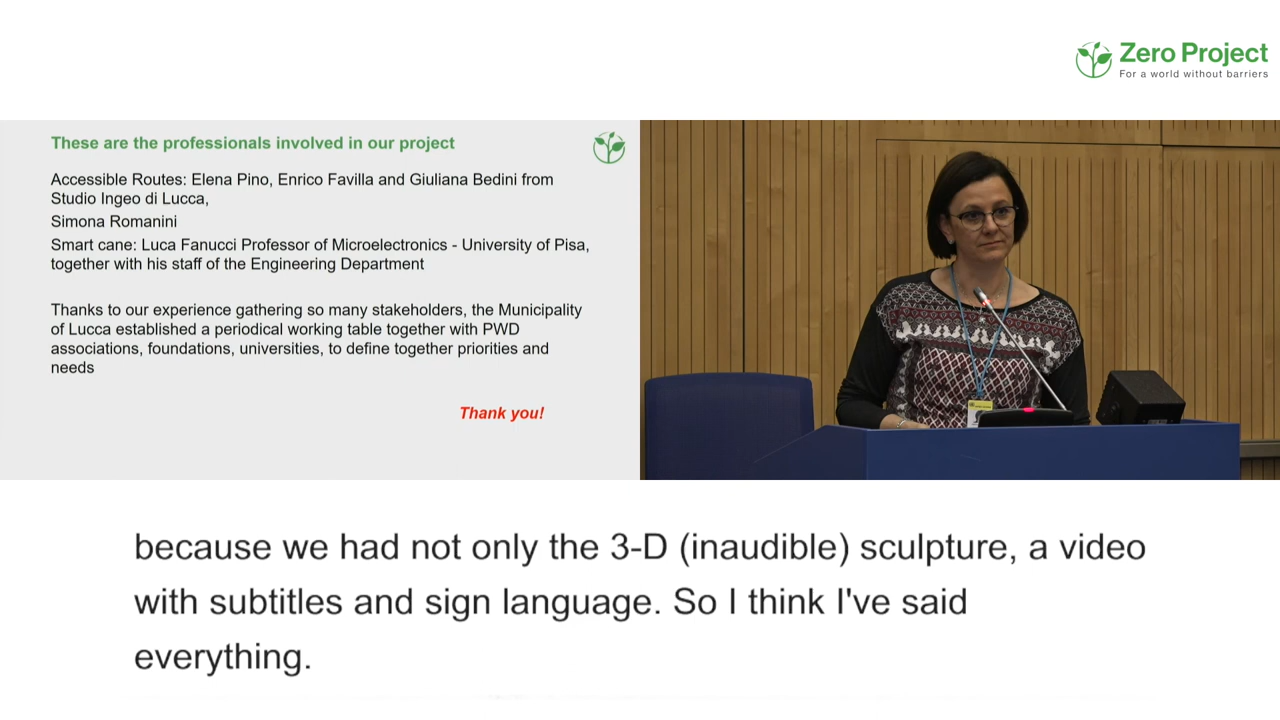 Zero Project
For a world without barriers
These are the professionals involved in our project
Accessible Routes: Elena Pino, Enrico Favilla and Giuliana Bedini from
Studio Ingeo di Lucca,
Simona Romanini
Smart cane: Luca Fanucci Professor of Microelectronics - University of Pisa,
together with his staff of the Engineering Department
Thanks to our experience gathering so many stakeholders, the Municipality
of Lucca established a periodical working table together with PWD
associations, foundations, universities, to define together priorities and
needs
Thank you!
because we had not only the 3-D (inaudible) sculpture, a video
with subtitles and sign language. So I think I've said
everything.